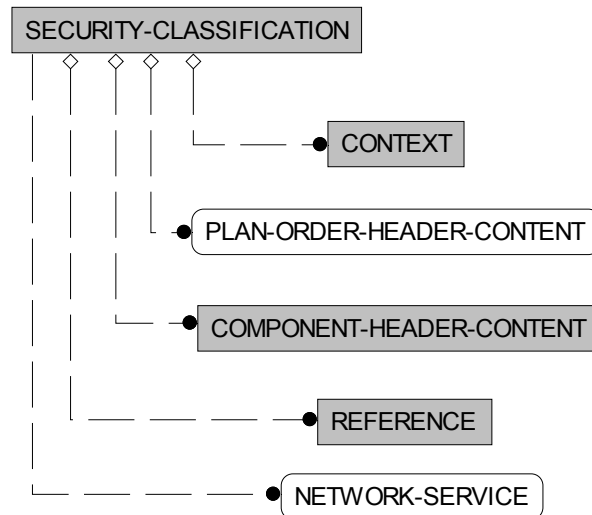 SECURITY-CLASSIFICATION
CONTEXT
PLAN-ORDER-HEADER-CONTENT
COMPONENT-HEADER-CONTENT
REFERENCE
NETWORK-SERVICE